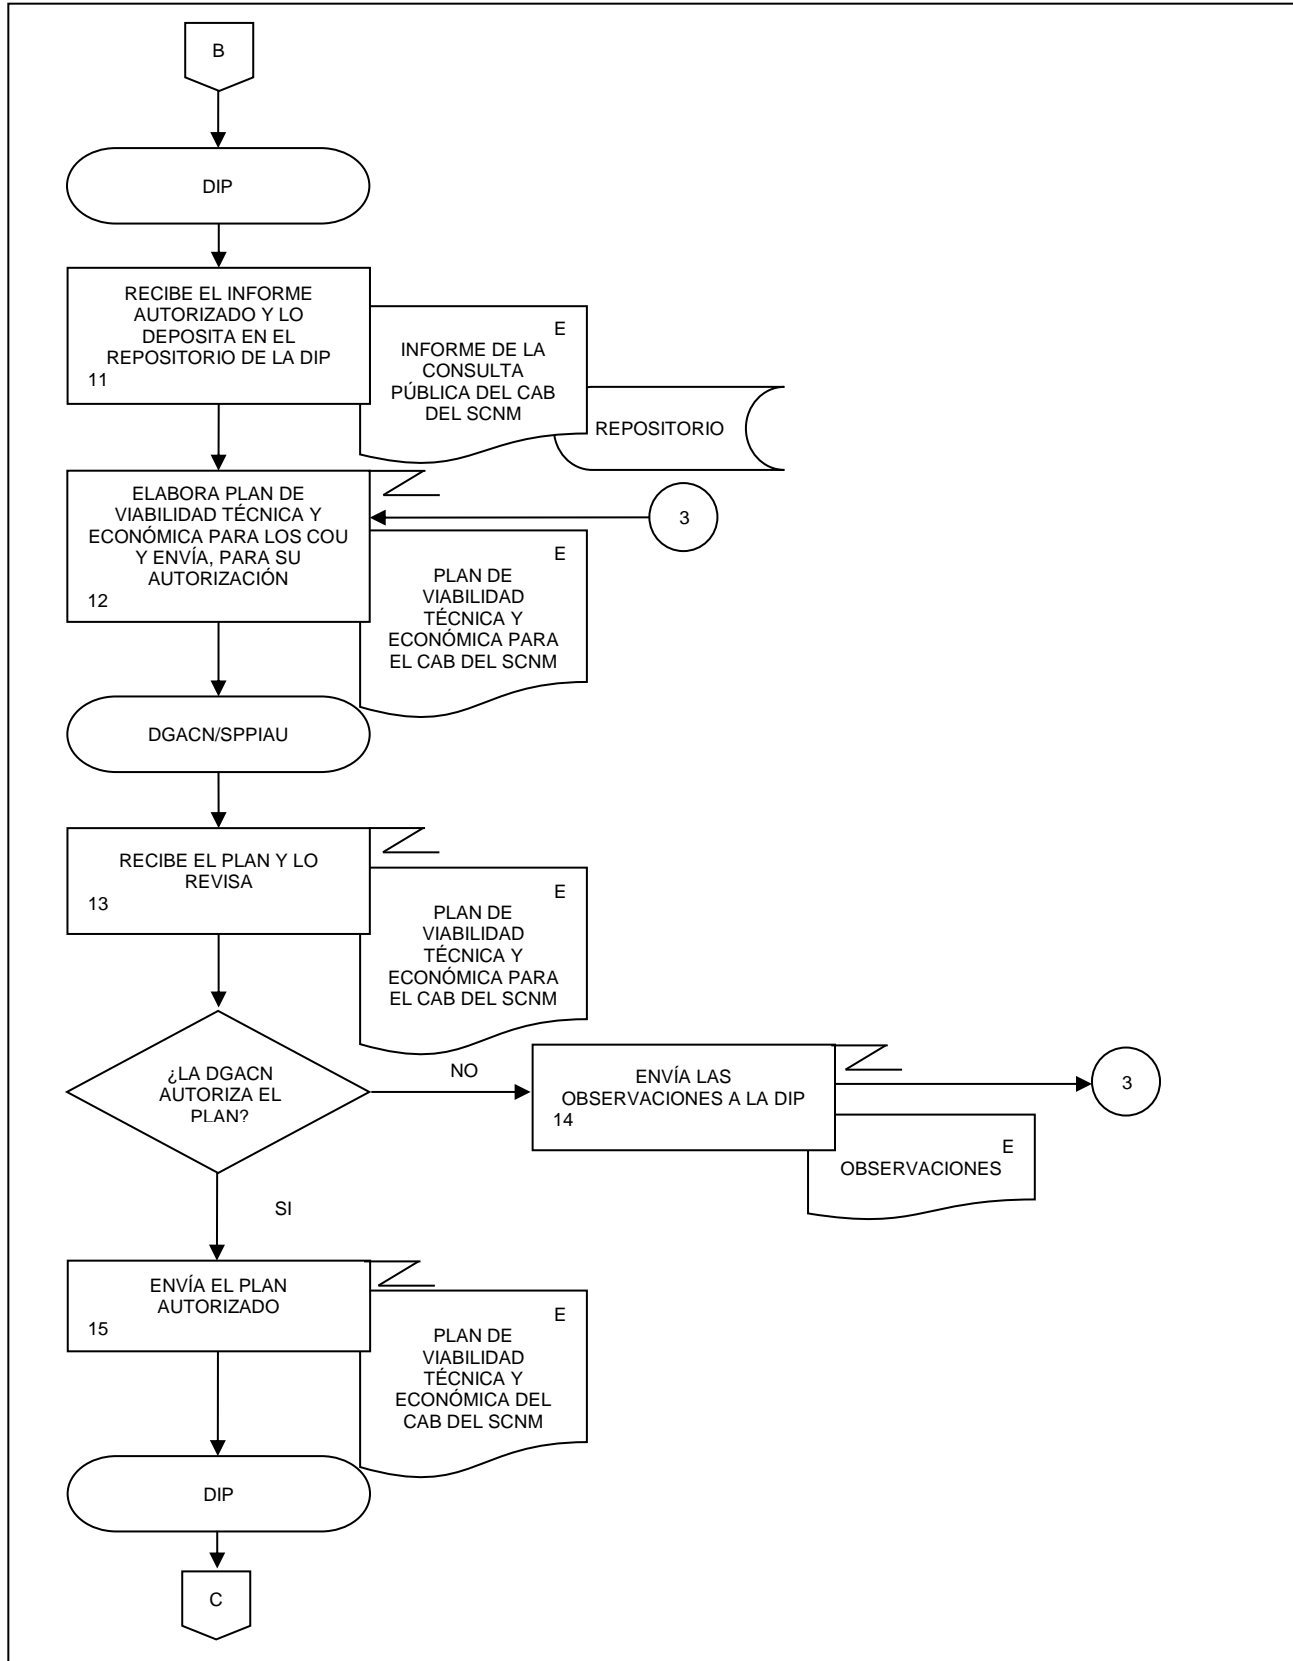 B
DIP
RECIBE EL INFORME
AUTORIZADO Y LO
DEPOSITA EN EL
REPOSITORIO DE LA DIP
11
E
INFORME DE LA
CONSULTA
PÚBLICA DEL CAB
DEL SCNM
REPOSITORIO
ELABORA PLAN DE
VIABILIDAD TÉCNICA Y
ECONÓMICA PARA LOS COU
Y ENVÍA, PARA SU
AUTORIZACIÓN
12
3
E
PLAN DE
VIABILIDAD
TÉCNICA Y
ECONÓMICA PARA
EL CAB DEL SCNM
DGACN/SPPIAU
RECIBE EL PLAN Y LO
REVISA
13
E
PLAN DE
VIABILIDAD
TÉCNICA Y
ECONÓMICA PARA
EL CAB DEL SCNM
¿LA DGACN
AUTORIZA EL
PLAN?
NO
ENVÍA LAS
OBSERVACIONES A LA DIP
14
3
E
OBSERVACIONES
SI
ENVÍA EL PLAN
AUTORIZADO
15
E
PLAN DE
VIABILIDAD
TÉCNICA Y
ECONÓMICA DEL
CAB DEL SCNM
DIP
C